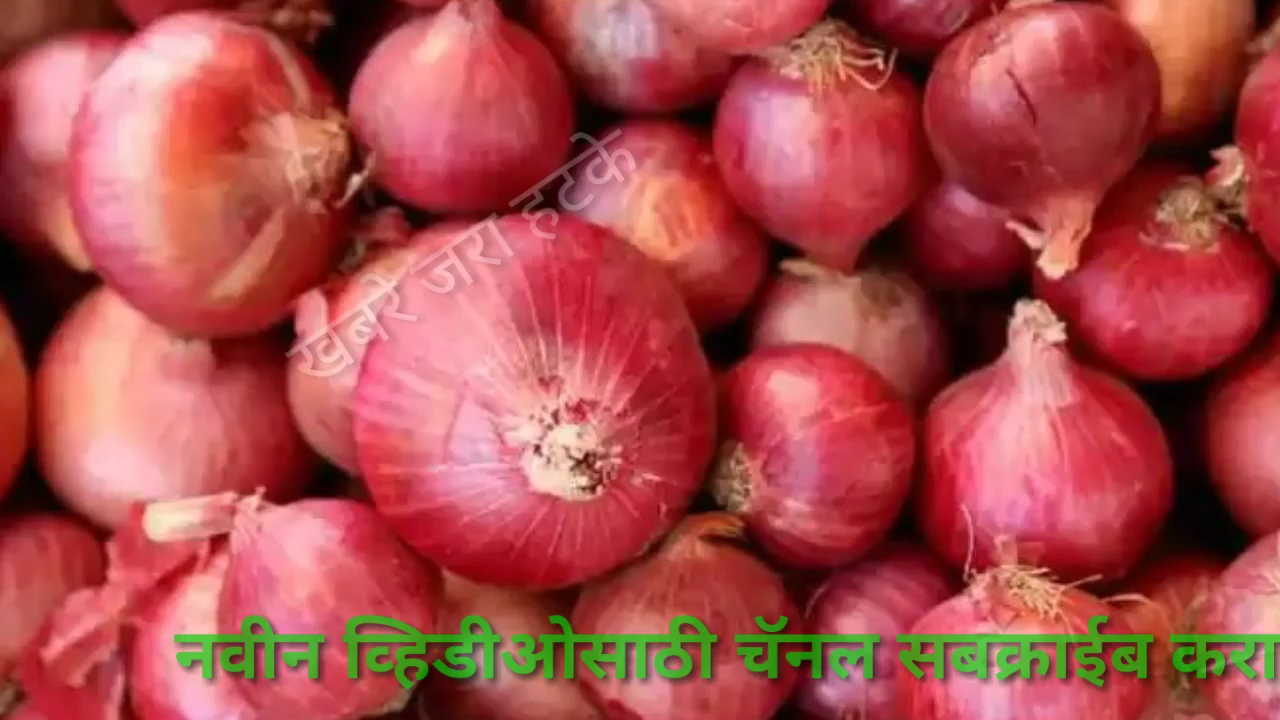 खबरे जरा हटके
नवीन व्हिडीओसाठी चॅनल सबक्राईब करा